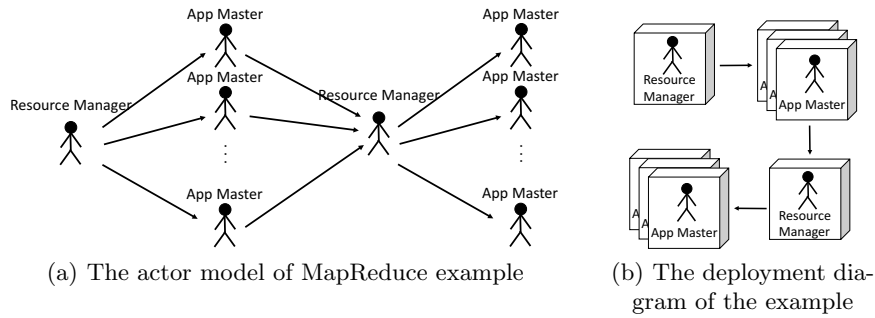 App Master
App Master
Resource Manager
App Master
App Master
App Master
Resource Manager
App Master
⋮
⋮
App Master
App Master
(a) The actor model of MapReduce example
Resource
Manager
A
A
App Master
A
A
App Master
Resource
Manager
(b) The deployment dia-
gram of the example